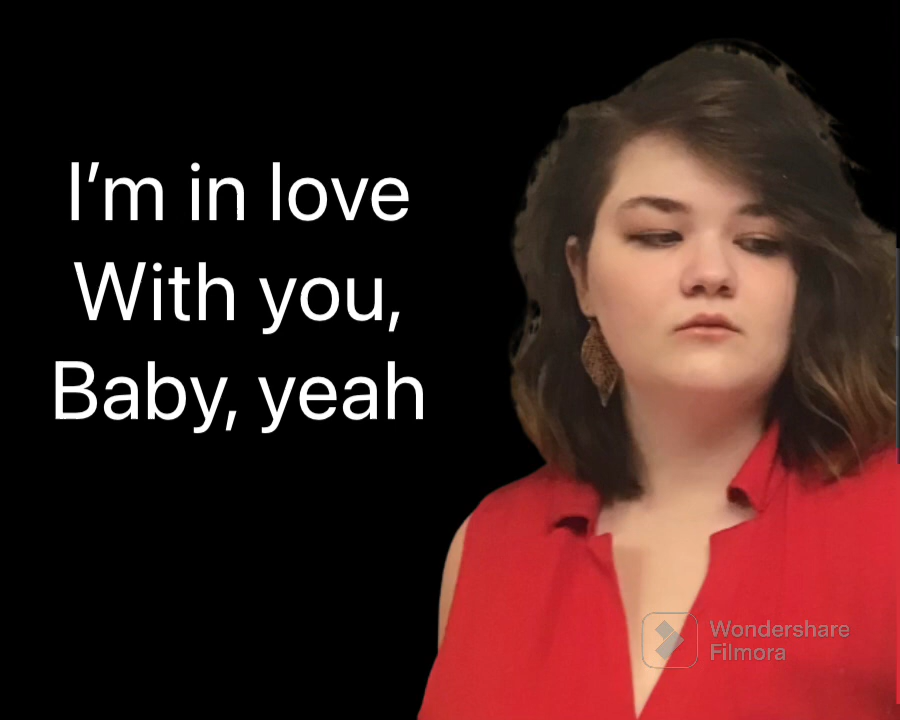 I’m in love
With you,
Baby, yeah
Wondershare
Filmora